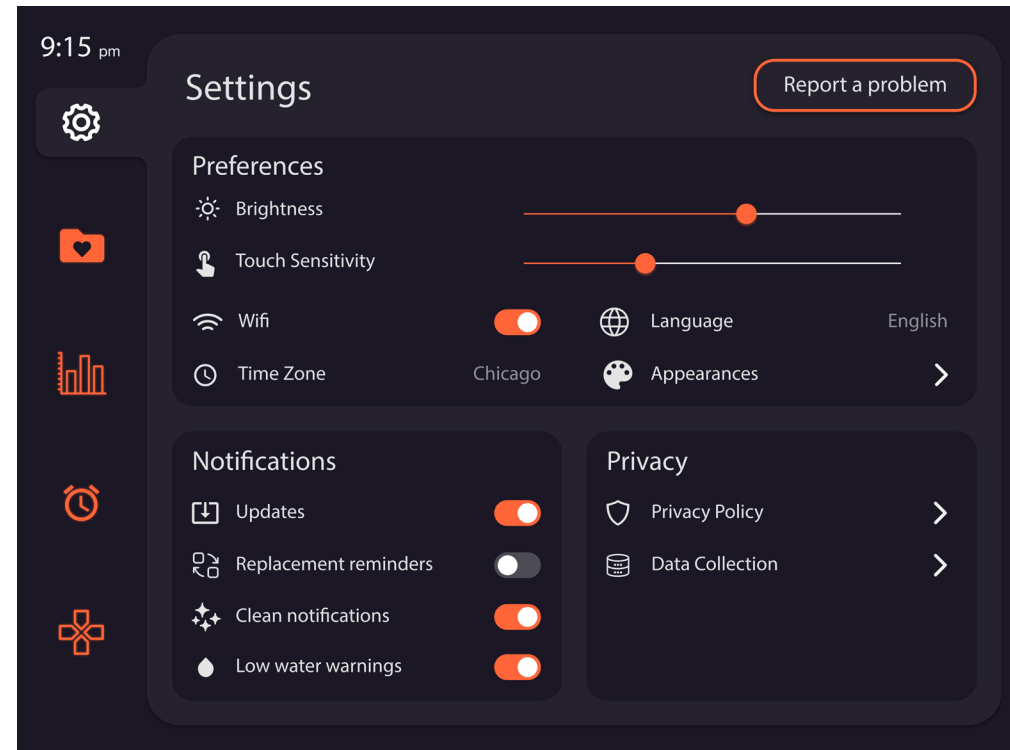 9:15 pm
Settings
Report a problem
Preferences
Brightness
Touch Sensitivity
Wifi
Language English
Time Zone Chicago
Appearances
Notifications
Updates
Replacement reminders
Clean notifications
Low water warnings
Privacy
Privacy Policy
Data Collection